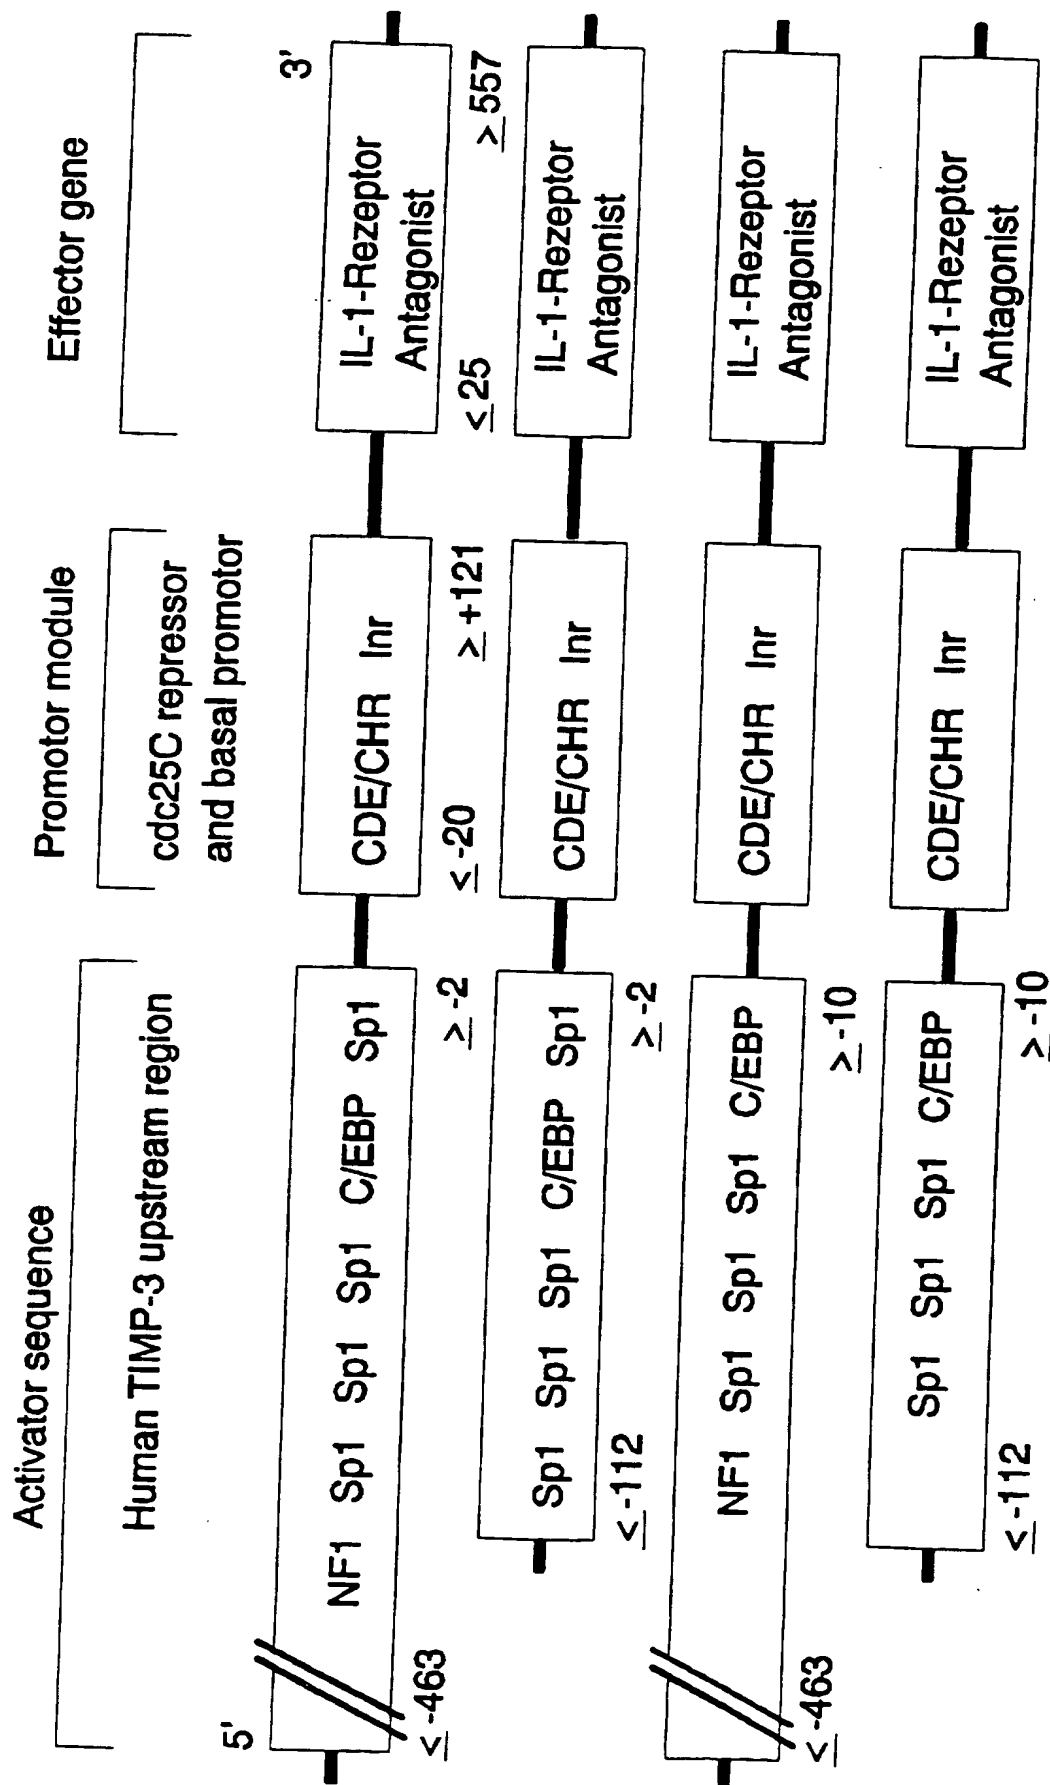 Activator sequence
Promotor module
Effector gene
Human TIMP-3 upstream region
cdc25C repressor
and basal promotor
5'
3'
NF1 Sp1 Sp1 Sp1 C/EBP Sp1
CDE/CHR Inr
IL-1-Rezeptor
Antagonist
≤ -463
≥ -2
≤ -20
≥ +121
≤ 25
≥ 557
Sp1 Sp1 Sp1 C/EBP Sp1
CDE/CHR Inr
IL-1-Rezeptor
Antagonist
≤ -112
≥ -2
NF1 Sp1 Sp1 Sp1 C/EBP
CDE/CHR Inr
IL-1-Rezeptor
Antagonist
≤ -463
≥ -10
Sp1 Sp1 Sp1 C/EBP
CDE/CHR Inr
IL-1-Rezeptor
Antagonist
≤ -112
≥ -10